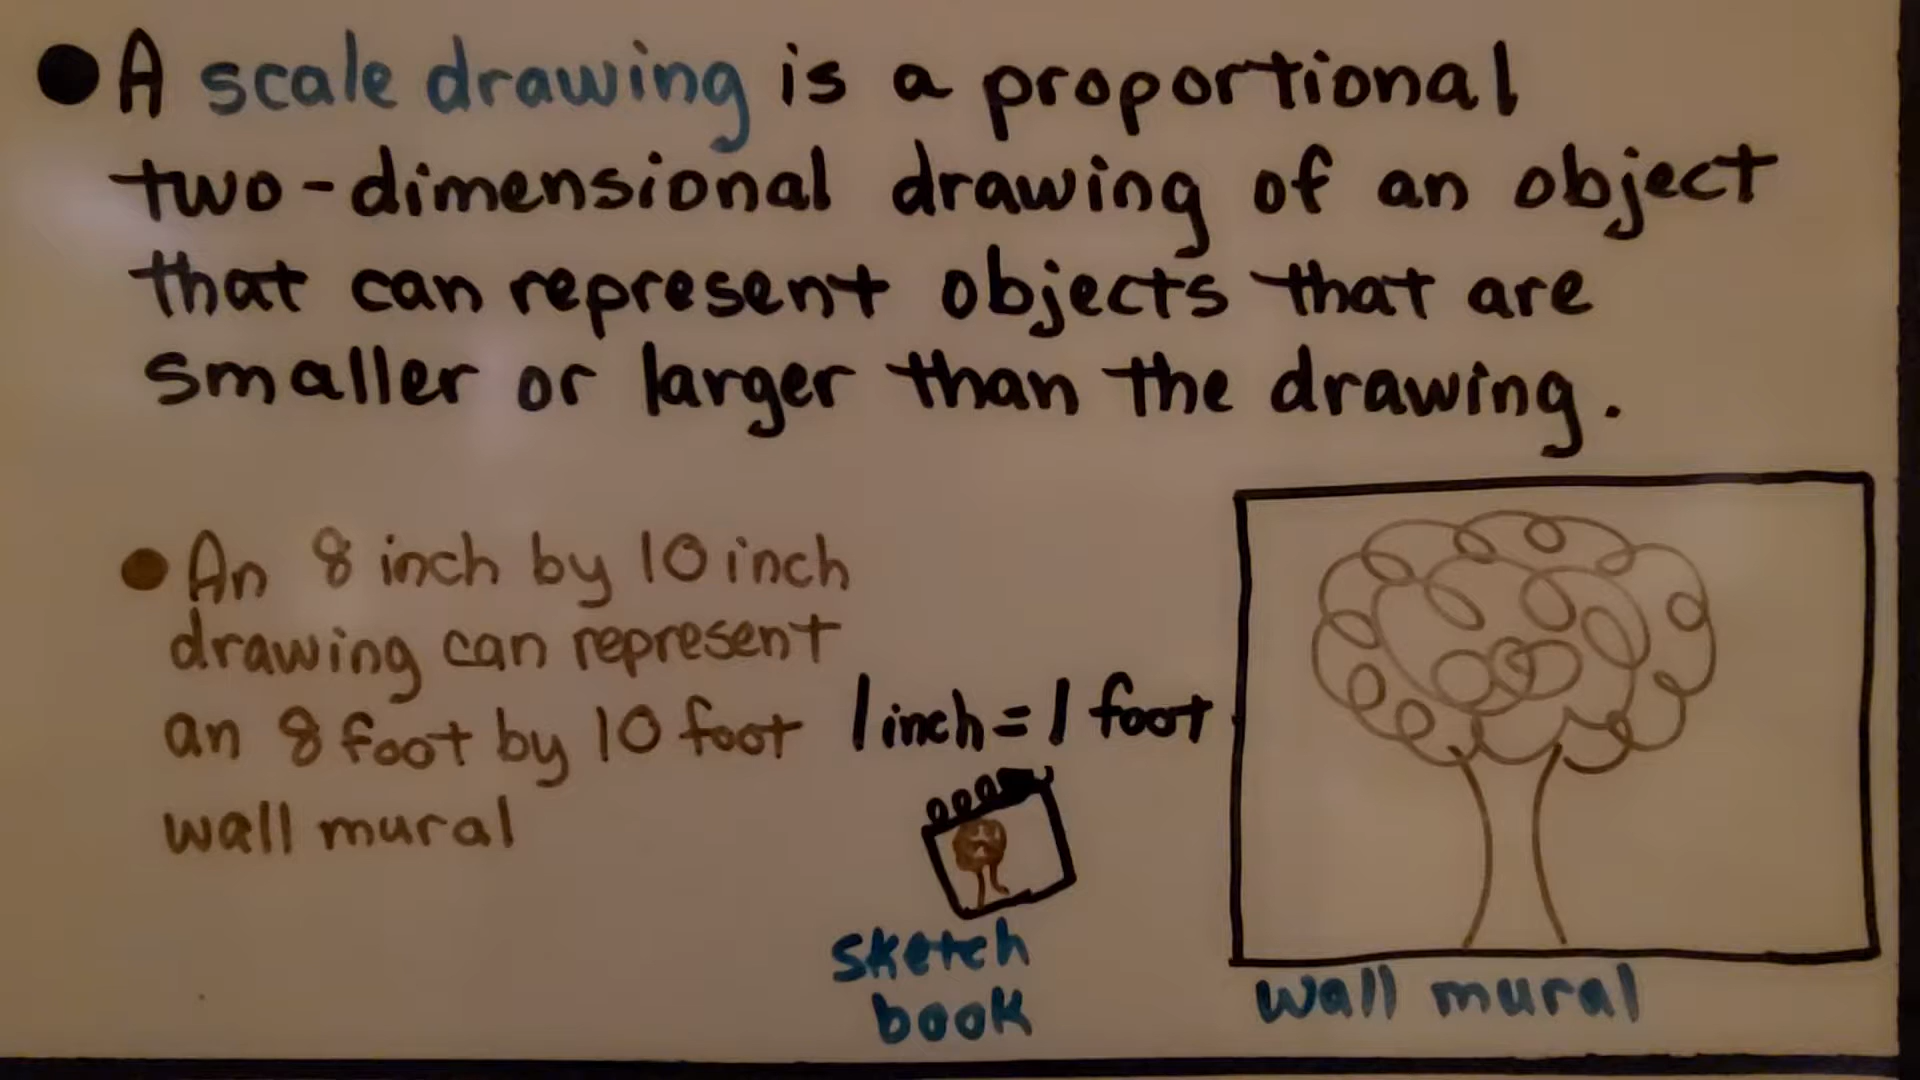 ● A scale drawing is a proportional
two-dimensional drawing of an object
that can represent objects that are
smaller or larger than the drawing.
● An 8 inch by 10 inch
drawing can represent
an 8 foot by 10 foot
wall mural
1 inch = 1 foot
sketch
book
wall mural